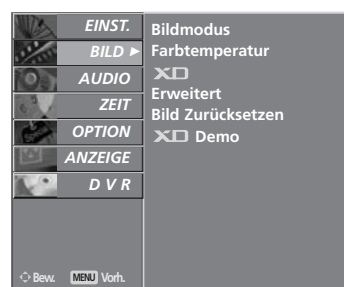 EINST.
BILD ►
AUDIO
ZEIT
OPTION
ANZEIGE
D V R
Bildmodus
Farbtemperatur
XD
Erweitert
Bild Zurücksetzen
XD Demo
Bew. MENU Vorh.